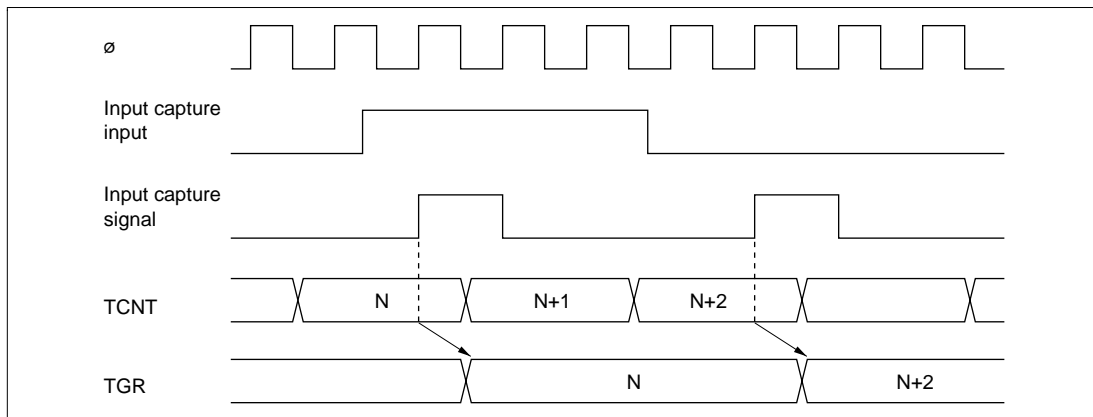 ø
Input capture
input
Input capture
signal
TCNT
N
N+1
N+2
TGR
N
N+2